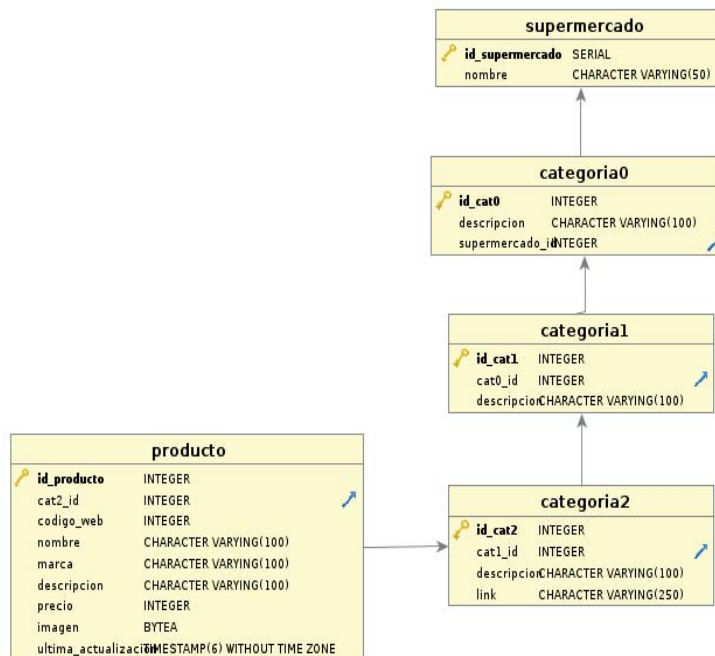 supermercado
id_supermercado SERIAL
nombre CHARACTER VARYING(50)
categoria0
id_cat0 INTEGER
descripcion CHARACTER VARYING(100)
supermercado_id INTEGER
categoria1
id_cat1 INTEGER
cat0_id INTEGER
descripcion CHARACTER VARYING(100)
producto
id_producto INTEGER
cat2_id INTEGER
codigo_web INTEGER
nombre CHARACTER VARYING(100)
marca CHARACTER VARYING(100)
descripcion CHARACTER VARYING(100)
precio INTEGER
imagen BYTEA
ultima_actualizacion TIMESTAMP(6) WITHOUT TIME ZONE
categoria2
id_cat2 INTEGER
cat1_id INTEGER
descripcion CHARACTER VARYING(100)
link CHARACTER VARYING(250)